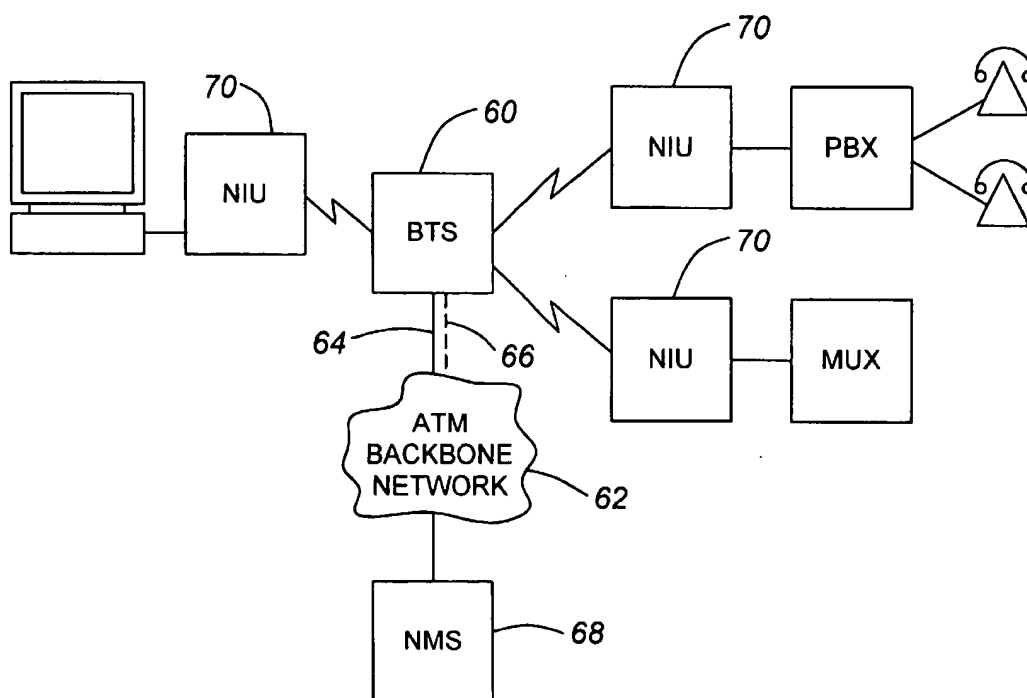 70
60
70
NIU
BTS
NIU
PBX
70
64
66
NIU
MUX
ATM
BACKBONE
NETWORK
62
NMS
68